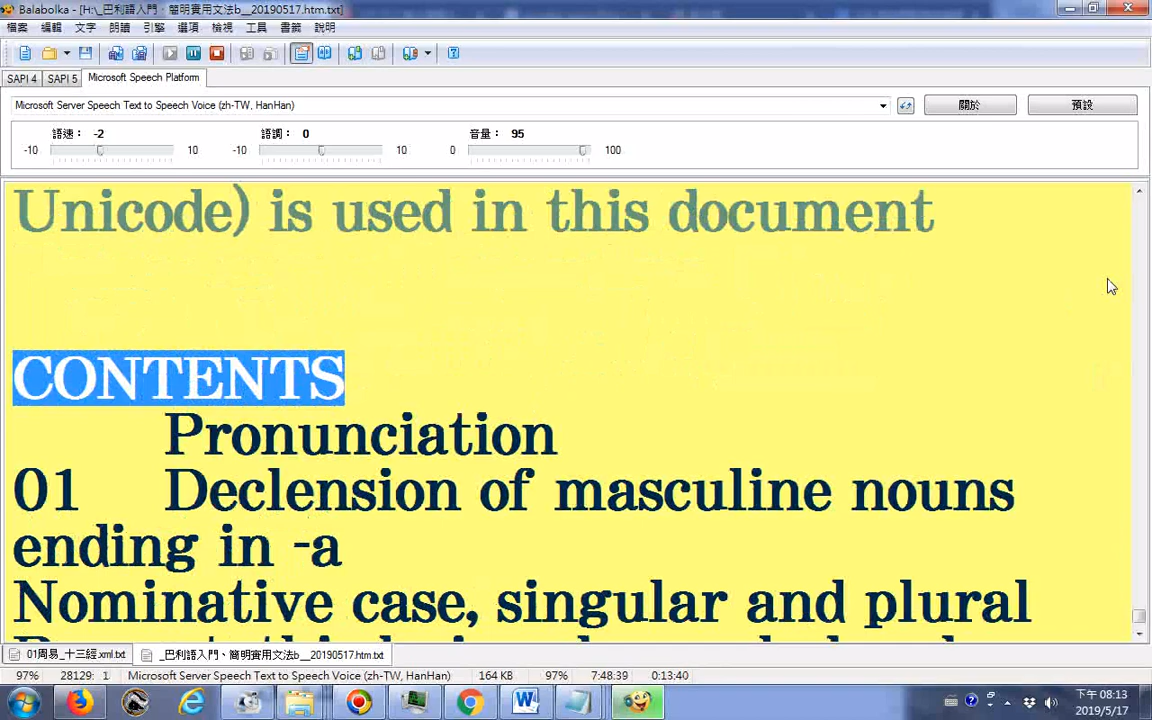 Balabolka - [H:\_巴利語入門、簡明實用文法b__20190517.htm.txt]
檔案 編輯 文字 朗讀 引擎 選項 檢視 工具 書籤 說明
SAPI 4 SAPI 5 Microsoft Speech Platform
Microsoft Server Speech Text to Speech Voice (zh-TW, HanHan) 關於 預設
語速： -2 語調： 0 音量： 95
-10 10 -10 10 0 100
Unicode) is used in this document
CONTENTS
Pronunciation
01 Declension of masculine nouns
ending in -a
Nominative case, singular and plural
01周易_十三經.xml.txt _巴利語入門、簡明實用文法b__20190517.htm.txt
97% 28129: 1 Microsoft Server Speech Text to Speech Voice (zh-TW, HanHan) 164 KB 97% 7:48:39 0:13:40
下午 08:13
2019/5/17